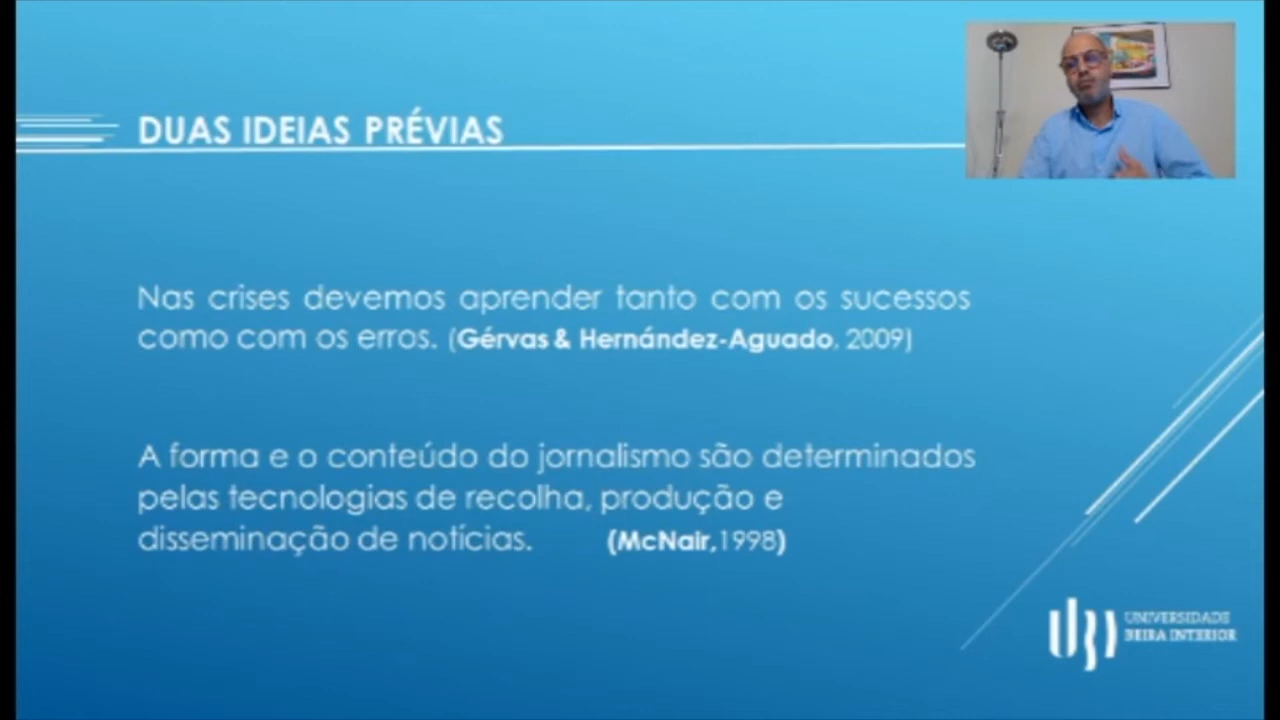 DUAS IDEIAS PRÉVIAS
Nas crises devemos aprender tanto com os sucessos
como com os erros. (Gérvas & Hernández-Aguado, 2009)
A forma e o conteúdo do jornalismo são determinados
pelas tecnologias de recolha, produção e
disseminação de notícias. (McNair,1998)
UNIVERSIDADE
BEIRA INTERIOR